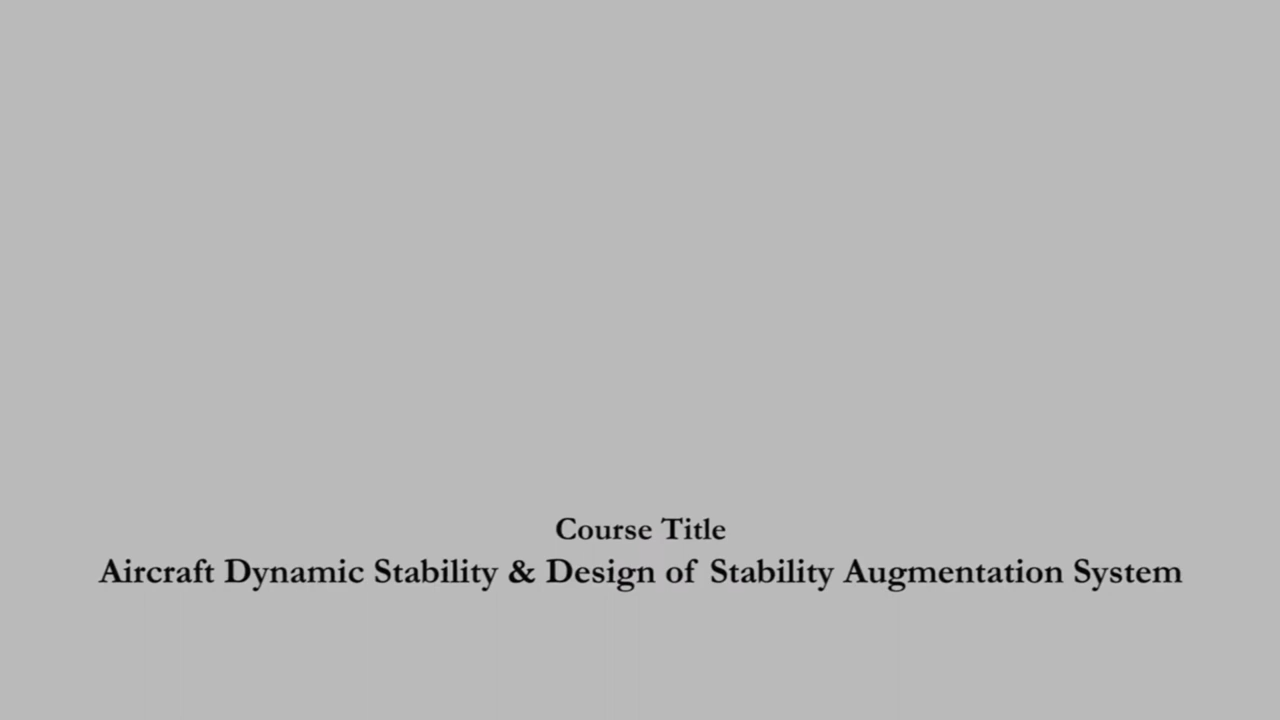 Course Title
Aircraft Dynamic Stability & Design of Stability Augmentation System